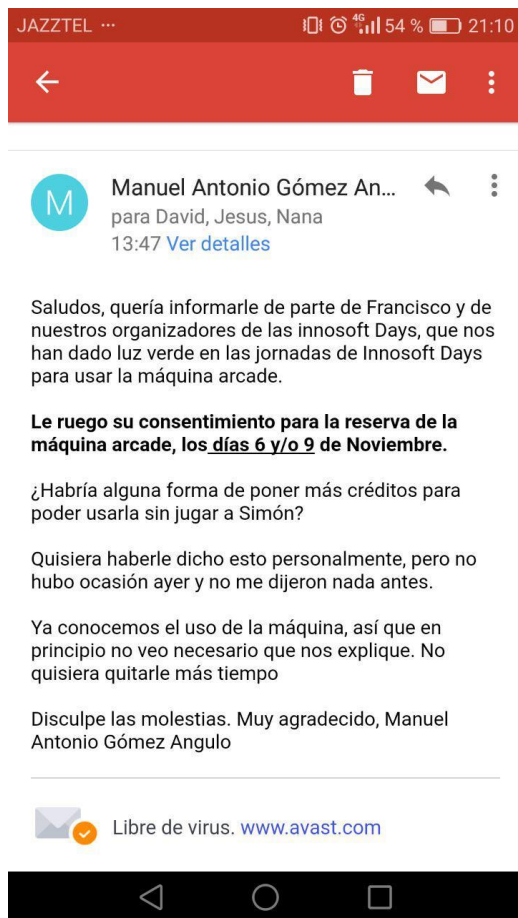 JAZZTEL ... 4G 54 % 21:10
M
Manuel Antonio Gómez An...
para David, Jesus, Nana
13:47 Ver detalles
Saludos, quería informarle de parte de Francisco y de
nuestros organizadores de las innosoft Days, que nos
han dado luz verde en las jornadas de Innosoft Days
para usar la máquina arcade.
Le ruego su consentimiento para la reserva de la
máquina arcade, los días 6 y/o 9 de Noviembre.
¿Habría alguna forma de poner más créditos para
poder usarla sin jugar a Simón?
Quisiera haberle dicho esto personalmente, pero no
hubo ocasión ayer y no me dijeron nada antes.
Ya conocemos el uso de la máquina, así que en
principio no veo necesario que nos explique. No
quisiera quitarle más tiempo
Disculpe las molestias. Muy agradecido, Manuel
Antonio Gómez Angulo
Libre de virus. www.avast.com